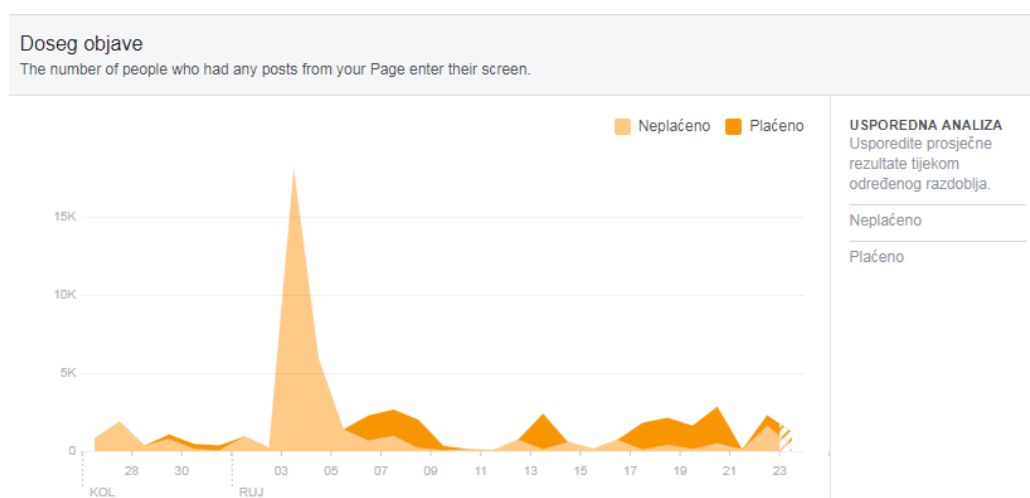 Doseg objave
The number of people who had any posts from your Page enter their screen.
Neplaćeno Plaćeno
USPOREDNA ANALIZA
Usporedite prosječne
rezultate tijekom
određenog razdoblja.
Neplaćeno
Plaćeno
15K
10K
5K
0
28 30 03 05 07 09 11 13 15 17 19 21 23
KOL RUJ